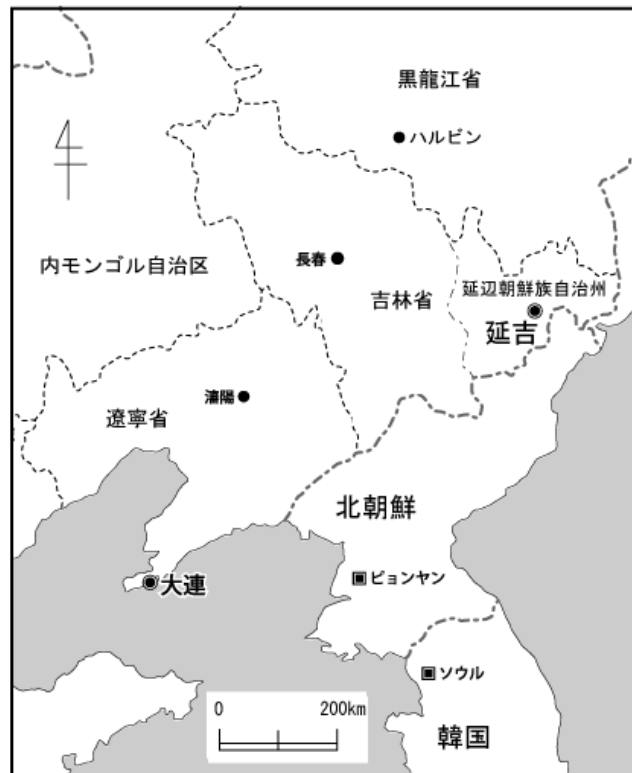 黒龍江省
ハルビン
内モンゴル自治区
長春
吉林省
延辺朝鮮族自治州
延吉
瀋陽
遼寧省
北朝鮮
大連
ピョンヤン
ソウル
0 200km
韓国